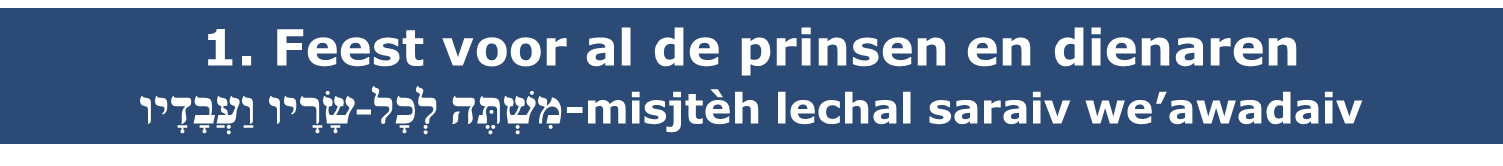 1. Feest voor al de prinsen en dienaren
מִשְׁתֶּה לְכָל-שָׂרָיו וַעֲבָדָיו-misjtèh lechal saraiv we’awadaiv